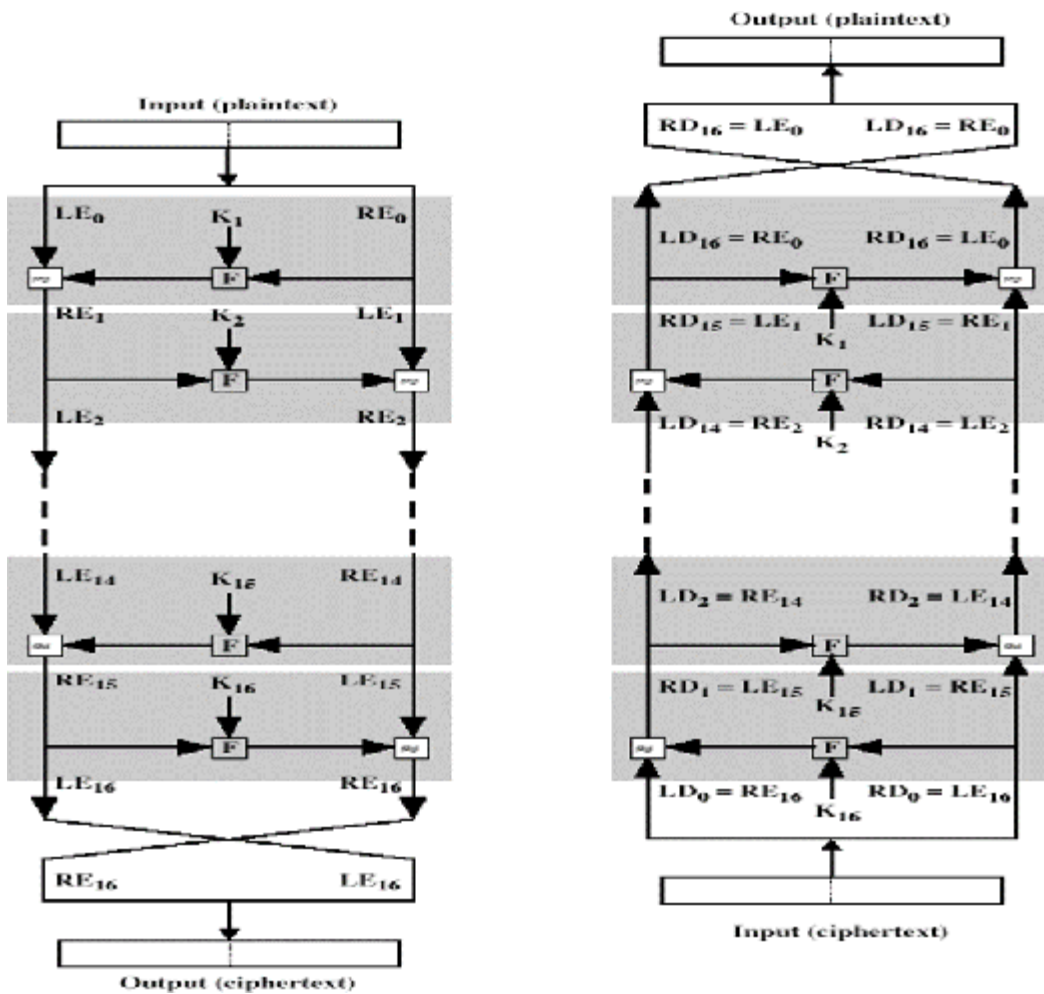 Input (plaintext)
LE0 K1 RE0
F
RE1 K2 LE1
F
LE2 RE2
LE14 K15 RE14
F
RE15 K16 LE15
F
LE16 RE16
RE16 LE16
Output (ciphertext)
Output (plaintext)
RD16 = LE0 LD16 = RE0
LD16 = RE0 RD16 = LE0
F
RD15 = LE1 LD15 = RE1
K1
F
LD14 = RE2 RD14 = LE2
K2
LD2 = RE14 RD2 = LE14
F
RD1 = LE15 LD1 = RE15
K15
F
LD0 = RE16 RD0 = LE16
K16
Input (ciphertext)